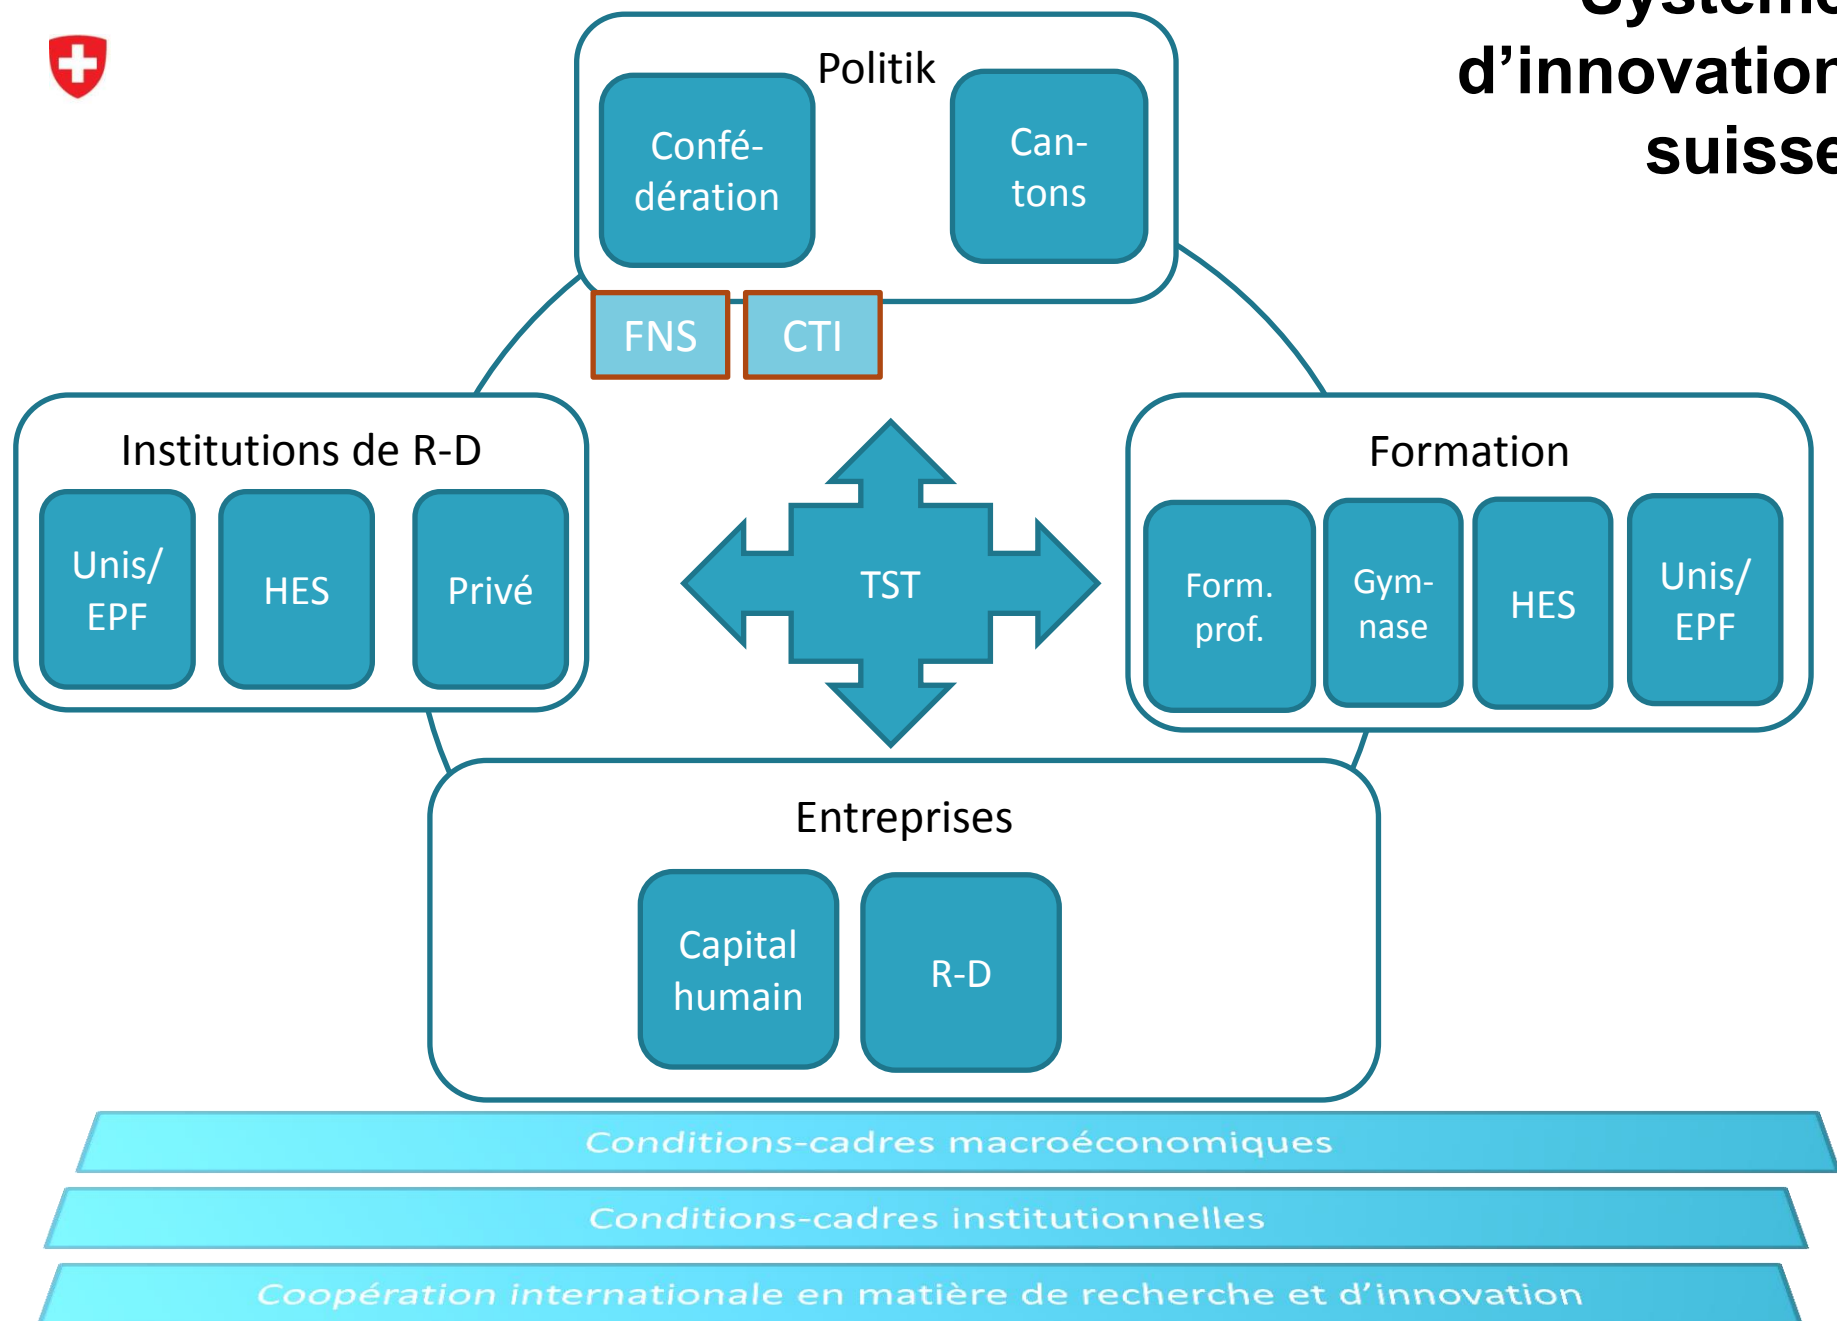 Système
d’innovation
suisse
Politik
Confé-
dération
Can-
tons
FNS
CTI
Institutions de R-D
Unis/
EPF
HES
Privé
TST
Formation
Form.
prof.
Gym-
nase
HES
Unis/
EPF
Entreprises
Capital
humain
R-D
Conditions-cadres macroéconomiques
Conditions-cadres institutionnelles
Coopération internationale en matière de recherche et d’innovation